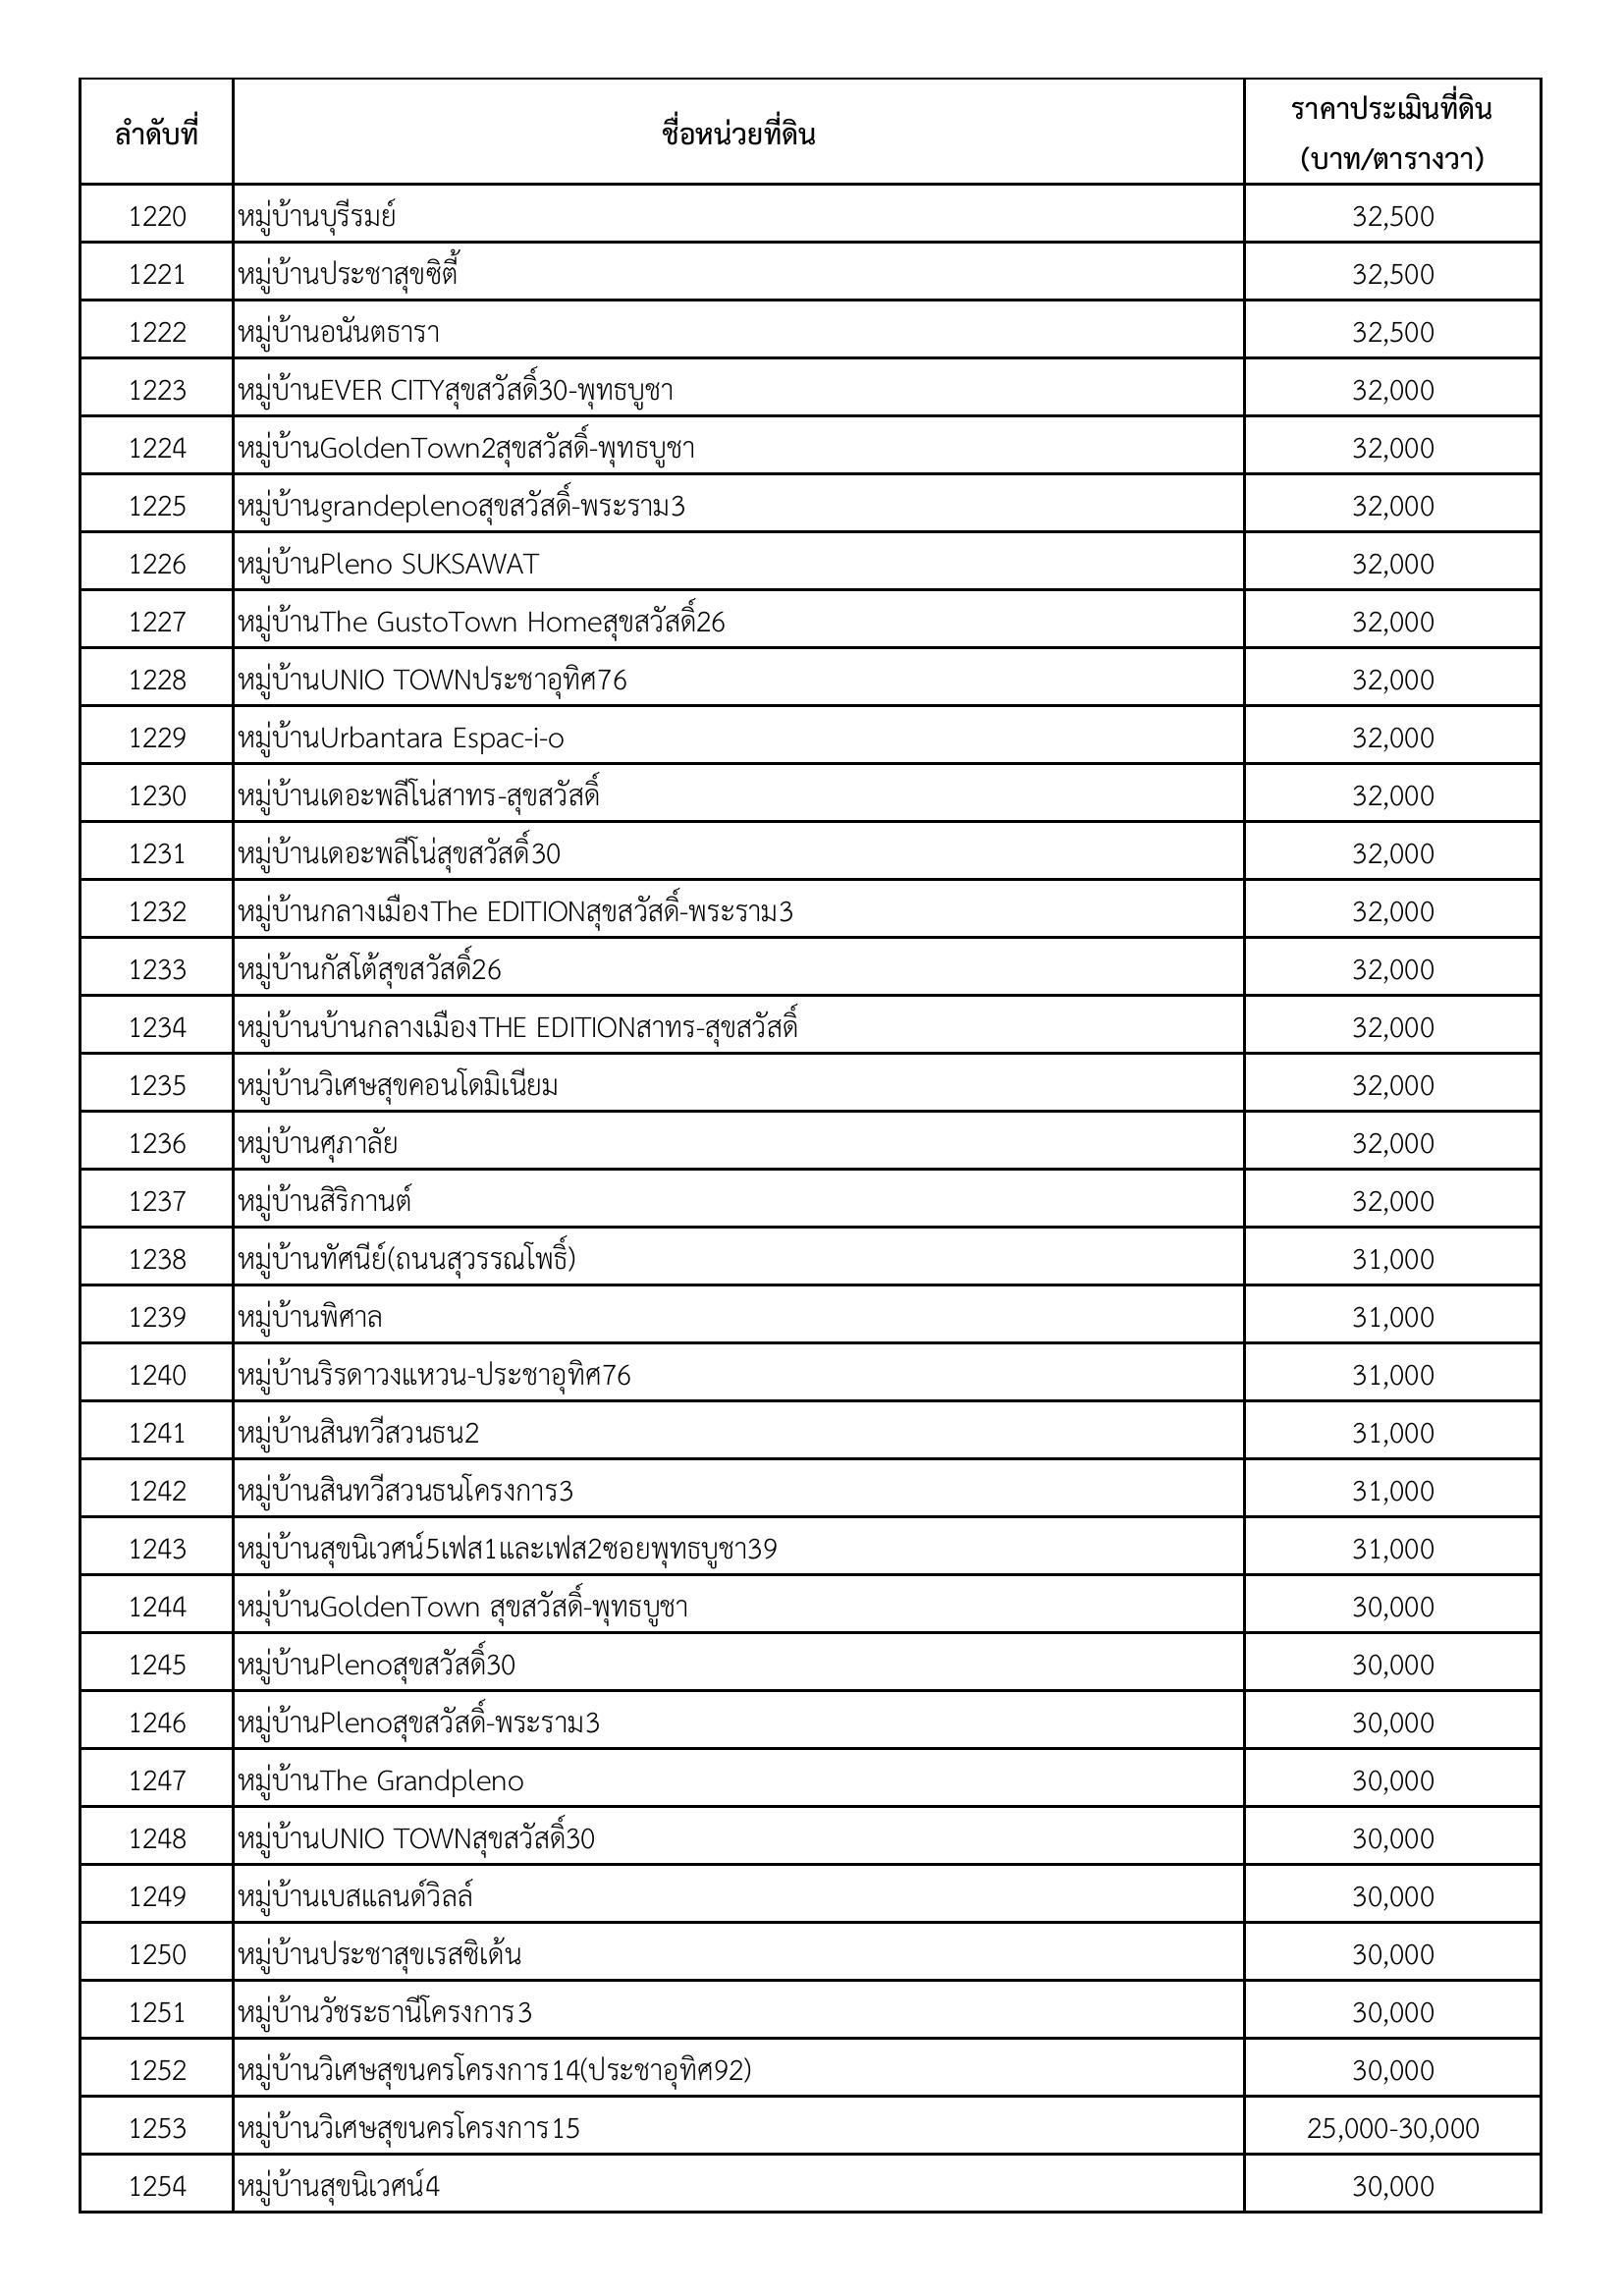 ลำดับที่ ชื่อหน่วยที่ดิน ราคาประเมินที่ดิน
(บาท/ตารางวา)
1220 หมู่บ้านบุรีรมย์ 32,500
1221 หมู่บ้านประชาสุขซิตี้ 32,500
1222 หมู่บ้านอนันตธารา 32,500
1223 หมู่บ้านEVER CITYสุขสวัสดิ์30-พุทธบูชา 32,000
1224 หมู่บ้านGoldenTown2สุขสวัสดิ์-พุทธบูชา 32,000
1225 หมู่บ้านgrandeplenoสุขสวัสดิ์-พระราม3 32,000
1226 หมู่บ้านPleno SUKSAWAT 32,000
1227 หมู่บ้านThe GustoTown Homeสุขสวัสดิ์26 32,000
1228 หมู่บ้านUNIO TOWNประชาอุทิศ76 32,000
1229 หมู่บ้านUrbantara Espac-i-o 32,000
1230 หมู่บ้านเดอะพลีโน่สาทร-สุขสวัสดิ์ 32,000
1231 หมู่บ้านเดอะพลีโน่สุขสวัสดิ์30 32,000
1232 หมู่บ้านกลางเมืองThe EDITIONสุขสวัสดิ์-พระราม3 32,000
1233 หมู่บ้านกัสโต้สุขสวัสดิ์26 32,000
1234 หมู่บ้านบ้านกลางเมืองTHE EDITIONสาทร-สุขสวัสดิ์ 32,000
1235 หมู่บ้านวิเศษสุขคอนโดมิเนียม 32,000
1236 หมู่บ้านศุภาลัย 32,000
1237 หมู่บ้านสิริกานต์ 32,000
1238 หมู่บ้านทัศนีย์(ถนนสุวรรณโพธิ์) 31,000
1239 หมู่บ้านพิศาล 31,000
1240 หมู่บ้านริรดาวงแหวน-ประชาอุทิศ76 31,000
1241 หมู่บ้านสินทวีสวนธน2 31,000
1242 หมู่บ้านสินทวีสวนธนโครงการ3 31,000
1243 หมู่บ้านสุขนิเวศน์5เฟส1และเฟส2ซอยพุทธบูชา39 31,000
1244 หมุ่บ้านGoldenTown สุขสวัสดิ์-พุทธบูชา 30,000
1245 หมู่บ้านPlenoสุขสวัสดิ์30 30,000
1246 หมู่บ้านPlenoสุขสวัสดิ์-พระราม3 30,000
1247 หมู่บ้านThe Grandpleno 30,000
1248 หมู่บ้านUNIO TOWNสุขสวัสดิ์30 30,000
1249 หมู่บ้านเบสแลนด์วิลล์ 30,000
1250 หมู่บ้านประชาสุขเรสซิเด้น 30,000
1251 หมู่บ้านวัชระธานีโครงการ3 30,000
1252 หมู่บ้านวิเศษสุขนครโครงการ14(ประชาอุทิศ92) 30,000
1253 หมู่บ้านวิเศษสุขนครโครงการ15 25,000-30,000
1254 หมู่บ้านสุขนิเวศน์4 30,000